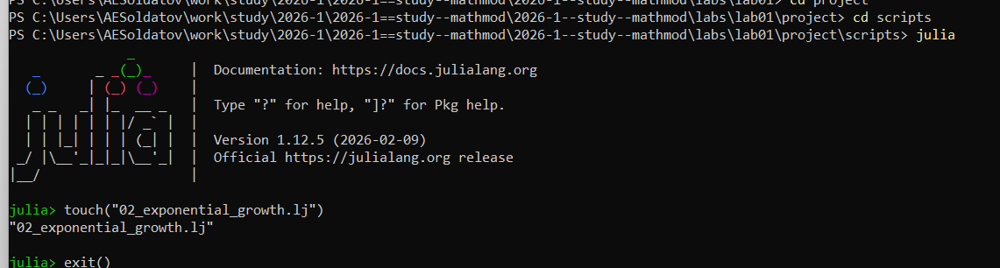 PS C:\Users\AESoldatov\work\study\2026-1\2026-1==study--mathmod\2026-1--study--mathmod\labs\lab01> cd project
PS C:\Users\AESoldatov\work\study\2026-1\2026-1==study--mathmod\2026-1--study--mathmod\labs\lab01\project> cd scripts
PS C:\Users\AESoldatov\work\study\2026-1\2026-1==study--mathmod\2026-1--study--mathmod\labs\lab01\project\scripts> julia
               _
   _       _ _(_)_     |  Documentation: https://docs.julialang.org
  (_)     | (_) (_)    |
   _ _   _| |_  __ _   |  Type "?" for help, "]?" for Pkg help.
  | | | | | | |/ _` |  |
  | | |_| | | | (_| |  |  Version 1.12.5 (2026-02-09)
 _/ |\__'_|_|_|\__'_|  |  Official https://julialang.org release
|__/                   |
julia> touch("02_exponential_growth.lj")
"02_exponential_growth.lj"
julia> exit()